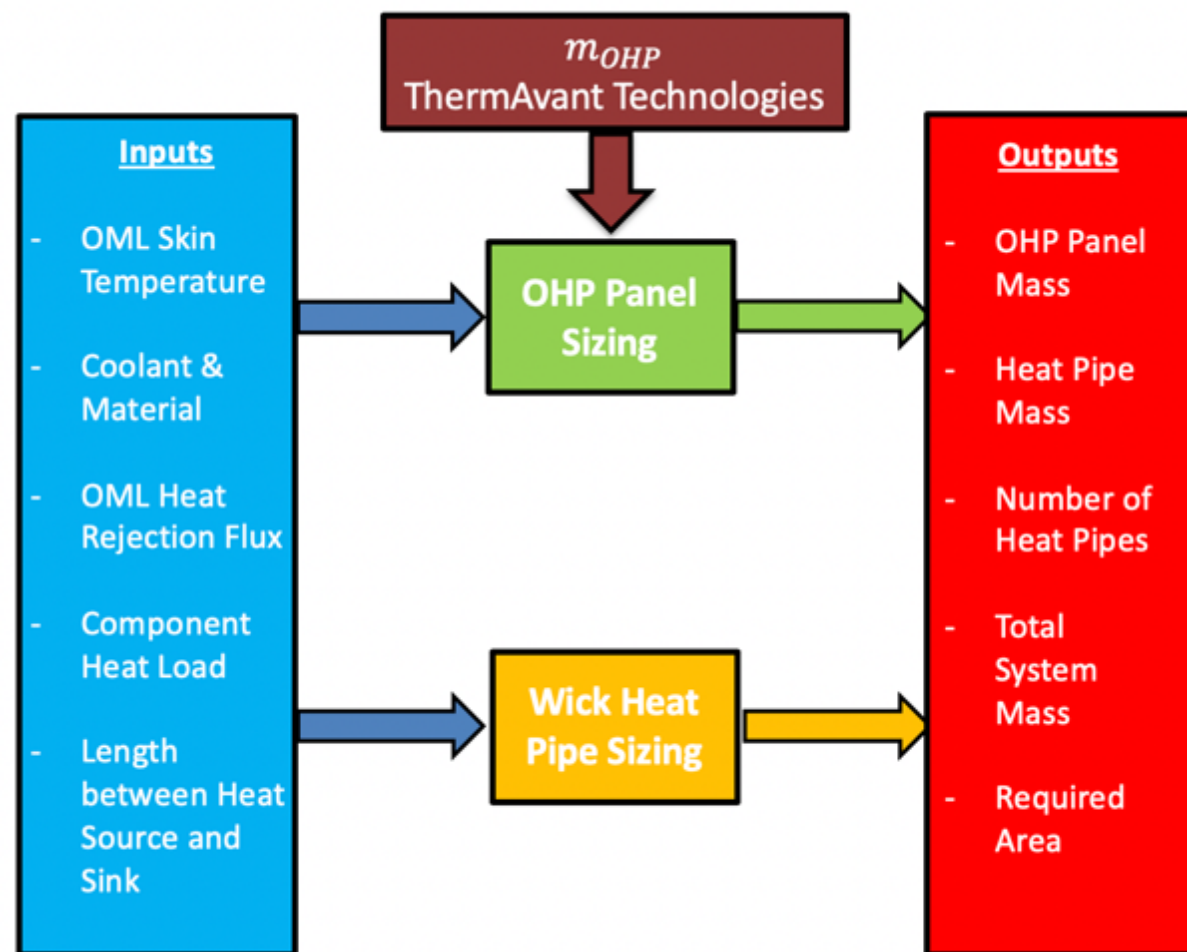 m_OHP
ThermAvant Technologies
Inputs
- OML Skin
Temperature
- Coolant &
Material
- OML Heat
Rejection Flux
- Component
Heat Load
- Length
between Heat
Source and
Sink
OHP Panel
Sizing
Wick Heat
Pipe Sizing
Outputs
- OHP Panel
Mass
- Heat Pipe
Mass
- Number of
Heat Pipes
- Total
System
Mass
- Required
Area